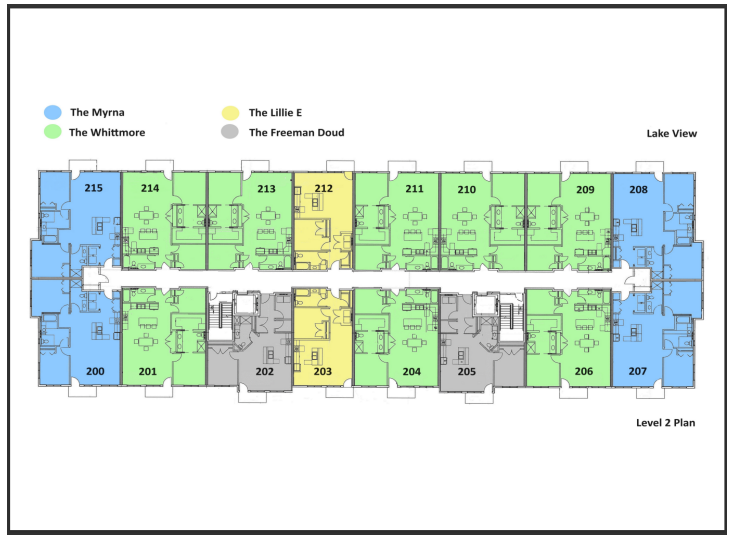 The Myrna
The Lillie E
The Whittmore
The Freeman Doud
Lake View
215
214
213
212
211
210
209
208
200
201
202
203
204
205
206
207
Level 2 Plan